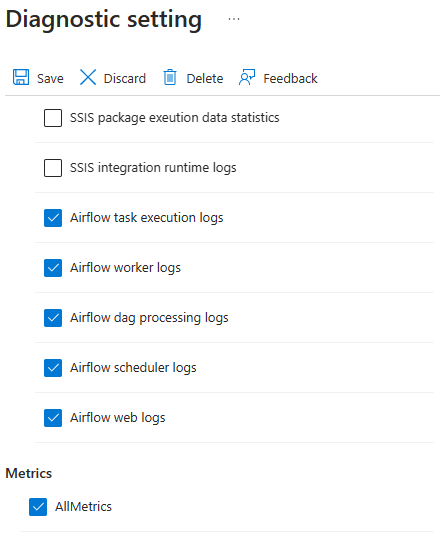 Diagnostic setting ...
Save Discard Delete Feedback
SSIS package exeution data statistics
SSIS integration runtime logs
Airflow task execution logs
Airflow worker logs
Airflow dag processing logs
Airflow scheduler logs
Airflow web logs
Metrics
AllMetrics